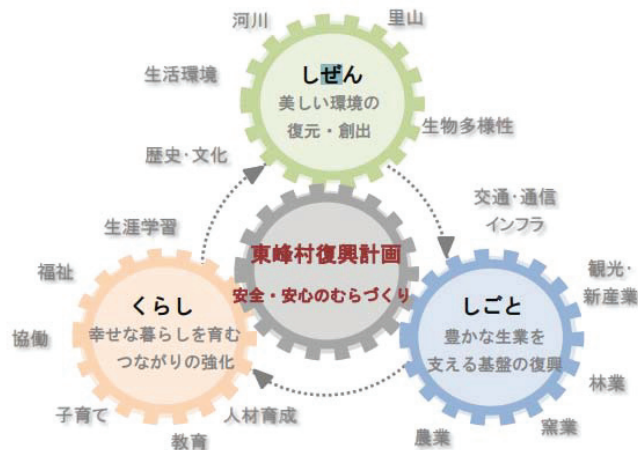 河川
里山
しぜん
美しい環境の
復元・創出
生活環境
生物多様性
歴史・文化
交通・通信
インフラ
生涯学習
東峰村復興計画
安全・安心のむらづくり
観光・
新産業
福祉
くらし
幸せな暮らしを育む
つながりの強化
しごと
豊かな生業を
支える基盤の復興
協働
林業
子育て
人材育成
窯業
教育
農業